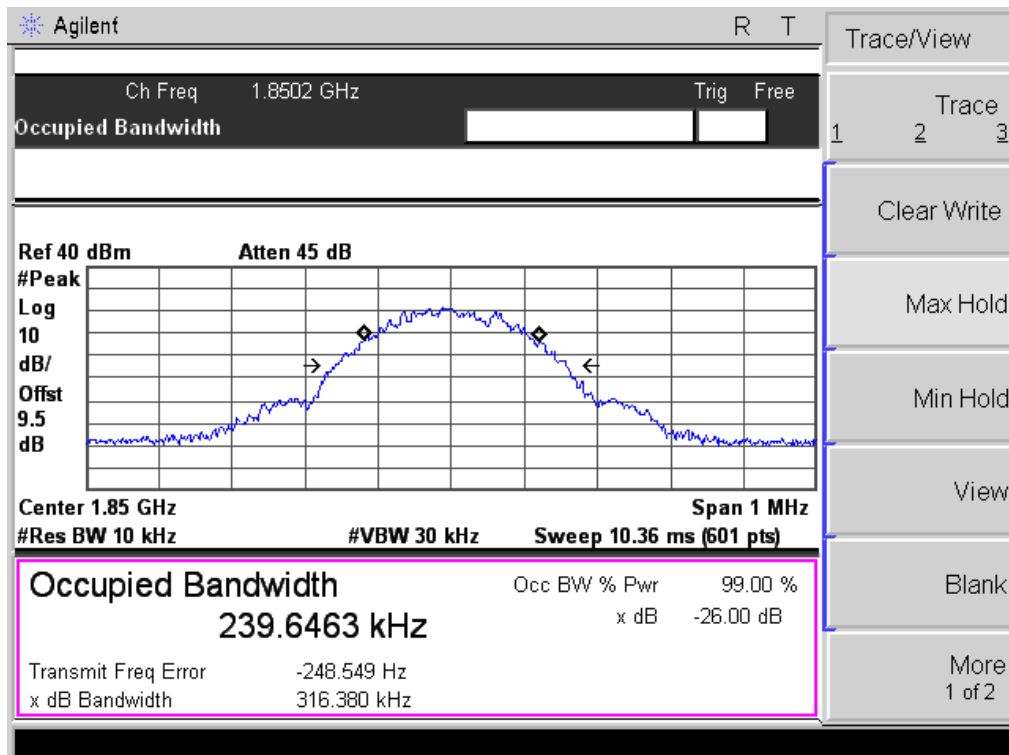 Agilent R T
Ch Freq 1.8502 GHz Trig Free
Occupied Bandwidth
Ref 40 dBm Atten 45 dB
#Peak
Log
10
dB/
Offst
9.5
dB
Center 1.85 GHz Span 1 MHz
#Res BW 10 kHz #VBW 30 kHz Sweep 10.36 ms (601 pts)
Occupied Bandwidth
239.6463 kHz
Occ BW % Pwr 99.00 %
x dB -26.00 dB
Transmit Freq Error -248.549 Hz
x dB Bandwidth 316.380 kHz
Trace/View
Trace
1 2 3
Clear Write
Max Hold
Min Hold
View
Blank
More
1 of 2